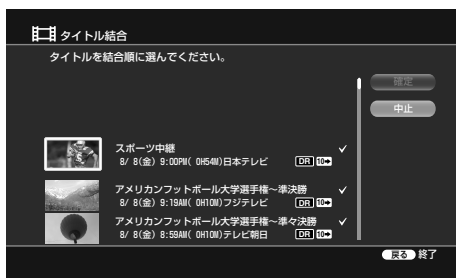 タイトル結合
タイトルを結合順に選んでください。
確定
中止
スポーツ中継
8/ 8(金) 9:00PM( 0H54M)日本テレビ DR 10
アメリカンフットボール大学選手権~準決勝
8/ 8(金) 9:19AM( 0H10M)フジテレビ DR 10
アメリカンフットボール大学選手権~準々決勝
8/ 8(金) 8:59AM( 0H10M)テレビ朝日 DR 10
戻る 終了